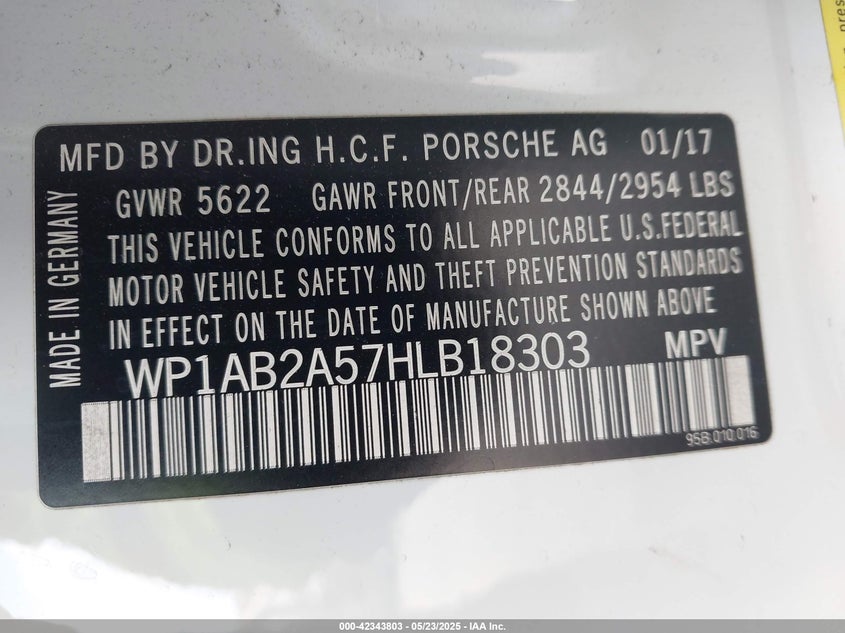 MFD BY DR.ING H.C.F. PORSCHE AG 01/17
GVWR 5622 GAWR FRONT/REAR 2844/2954 LBS
THIS VEHICLE CONFORMS TO ALL APPLICABLE U.S.FEDERAL
MOTOR VEHICLE SAFETY AND THEFT PREVENTION STANDARDS
IN EFFECT ON THE DATE OF MANUFACTURE SHOWN ABOVE
WP1AB2A57HLB18303 MPV
95B.010.016
MADE IN GERMANY
000-42343803 - 05/23/2025 - IAA Inc.